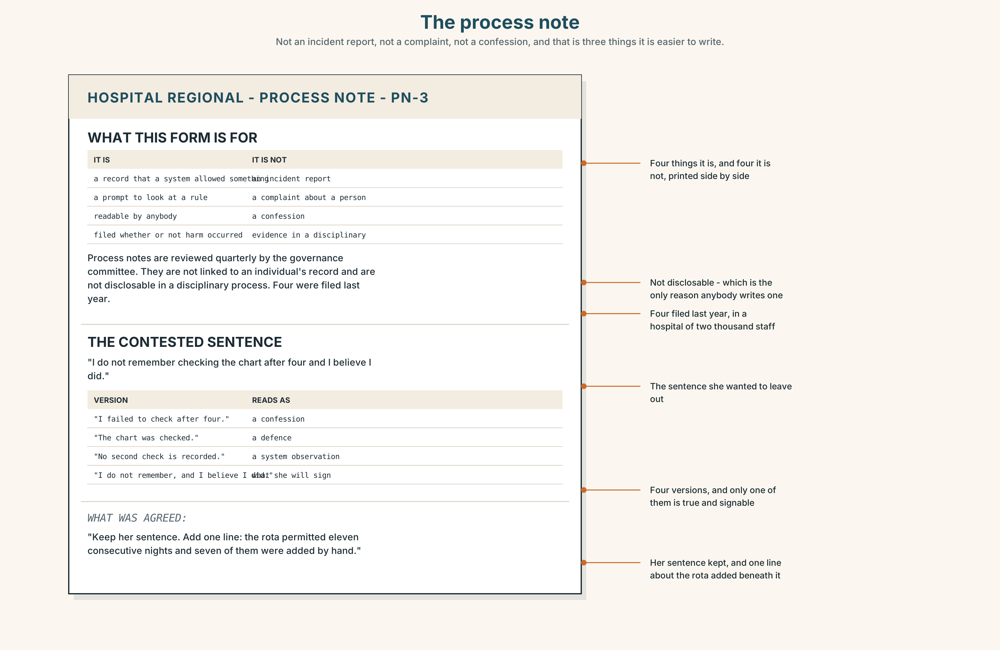 The process note
Not an incident report, not a complaint, not a confession, and that is three things it is easier to write.
HOSPITAL REGIONAL - PROCESS NOTE - PN-3
WHAT THIS FORM IS FOR
IT IS IT IS NOT
a record that a system allowed something an incident report
a prompt to look at a rule a complaint about a person
readable by anybody a confession
filed whether or not harm occurred evidence in a disciplinary
Process notes are reviewed quarterly by the governance
committee. They are not linked to an individual's record and are
not disclosable in a disciplinary process. Four were filed last
year.
THE CONTESTED SENTENCE
"I do not remember checking the chart after four and I believe I
did."
VERSION READS AS
"I failed to check after four." a confession
"The chart was checked." a defence
"No second check is recorded." a system observation
"I do not remember, and I believe I did." what she will sign
WHAT WAS AGREED:
"Keep her sentence. Add one line: the rota permitted eleven
consecutive nights and seven of them were added by hand."
Four things it is, and four it is
not, printed side by side
Not disclosable - which is the
only reason anybody writes one
Four filed last year, in a
hospital of two thousand staff
The sentence she wanted to leave
out
Four versions, and only one of
them is true and signable
Her sentence kept, and one line
about the rota added beneath it